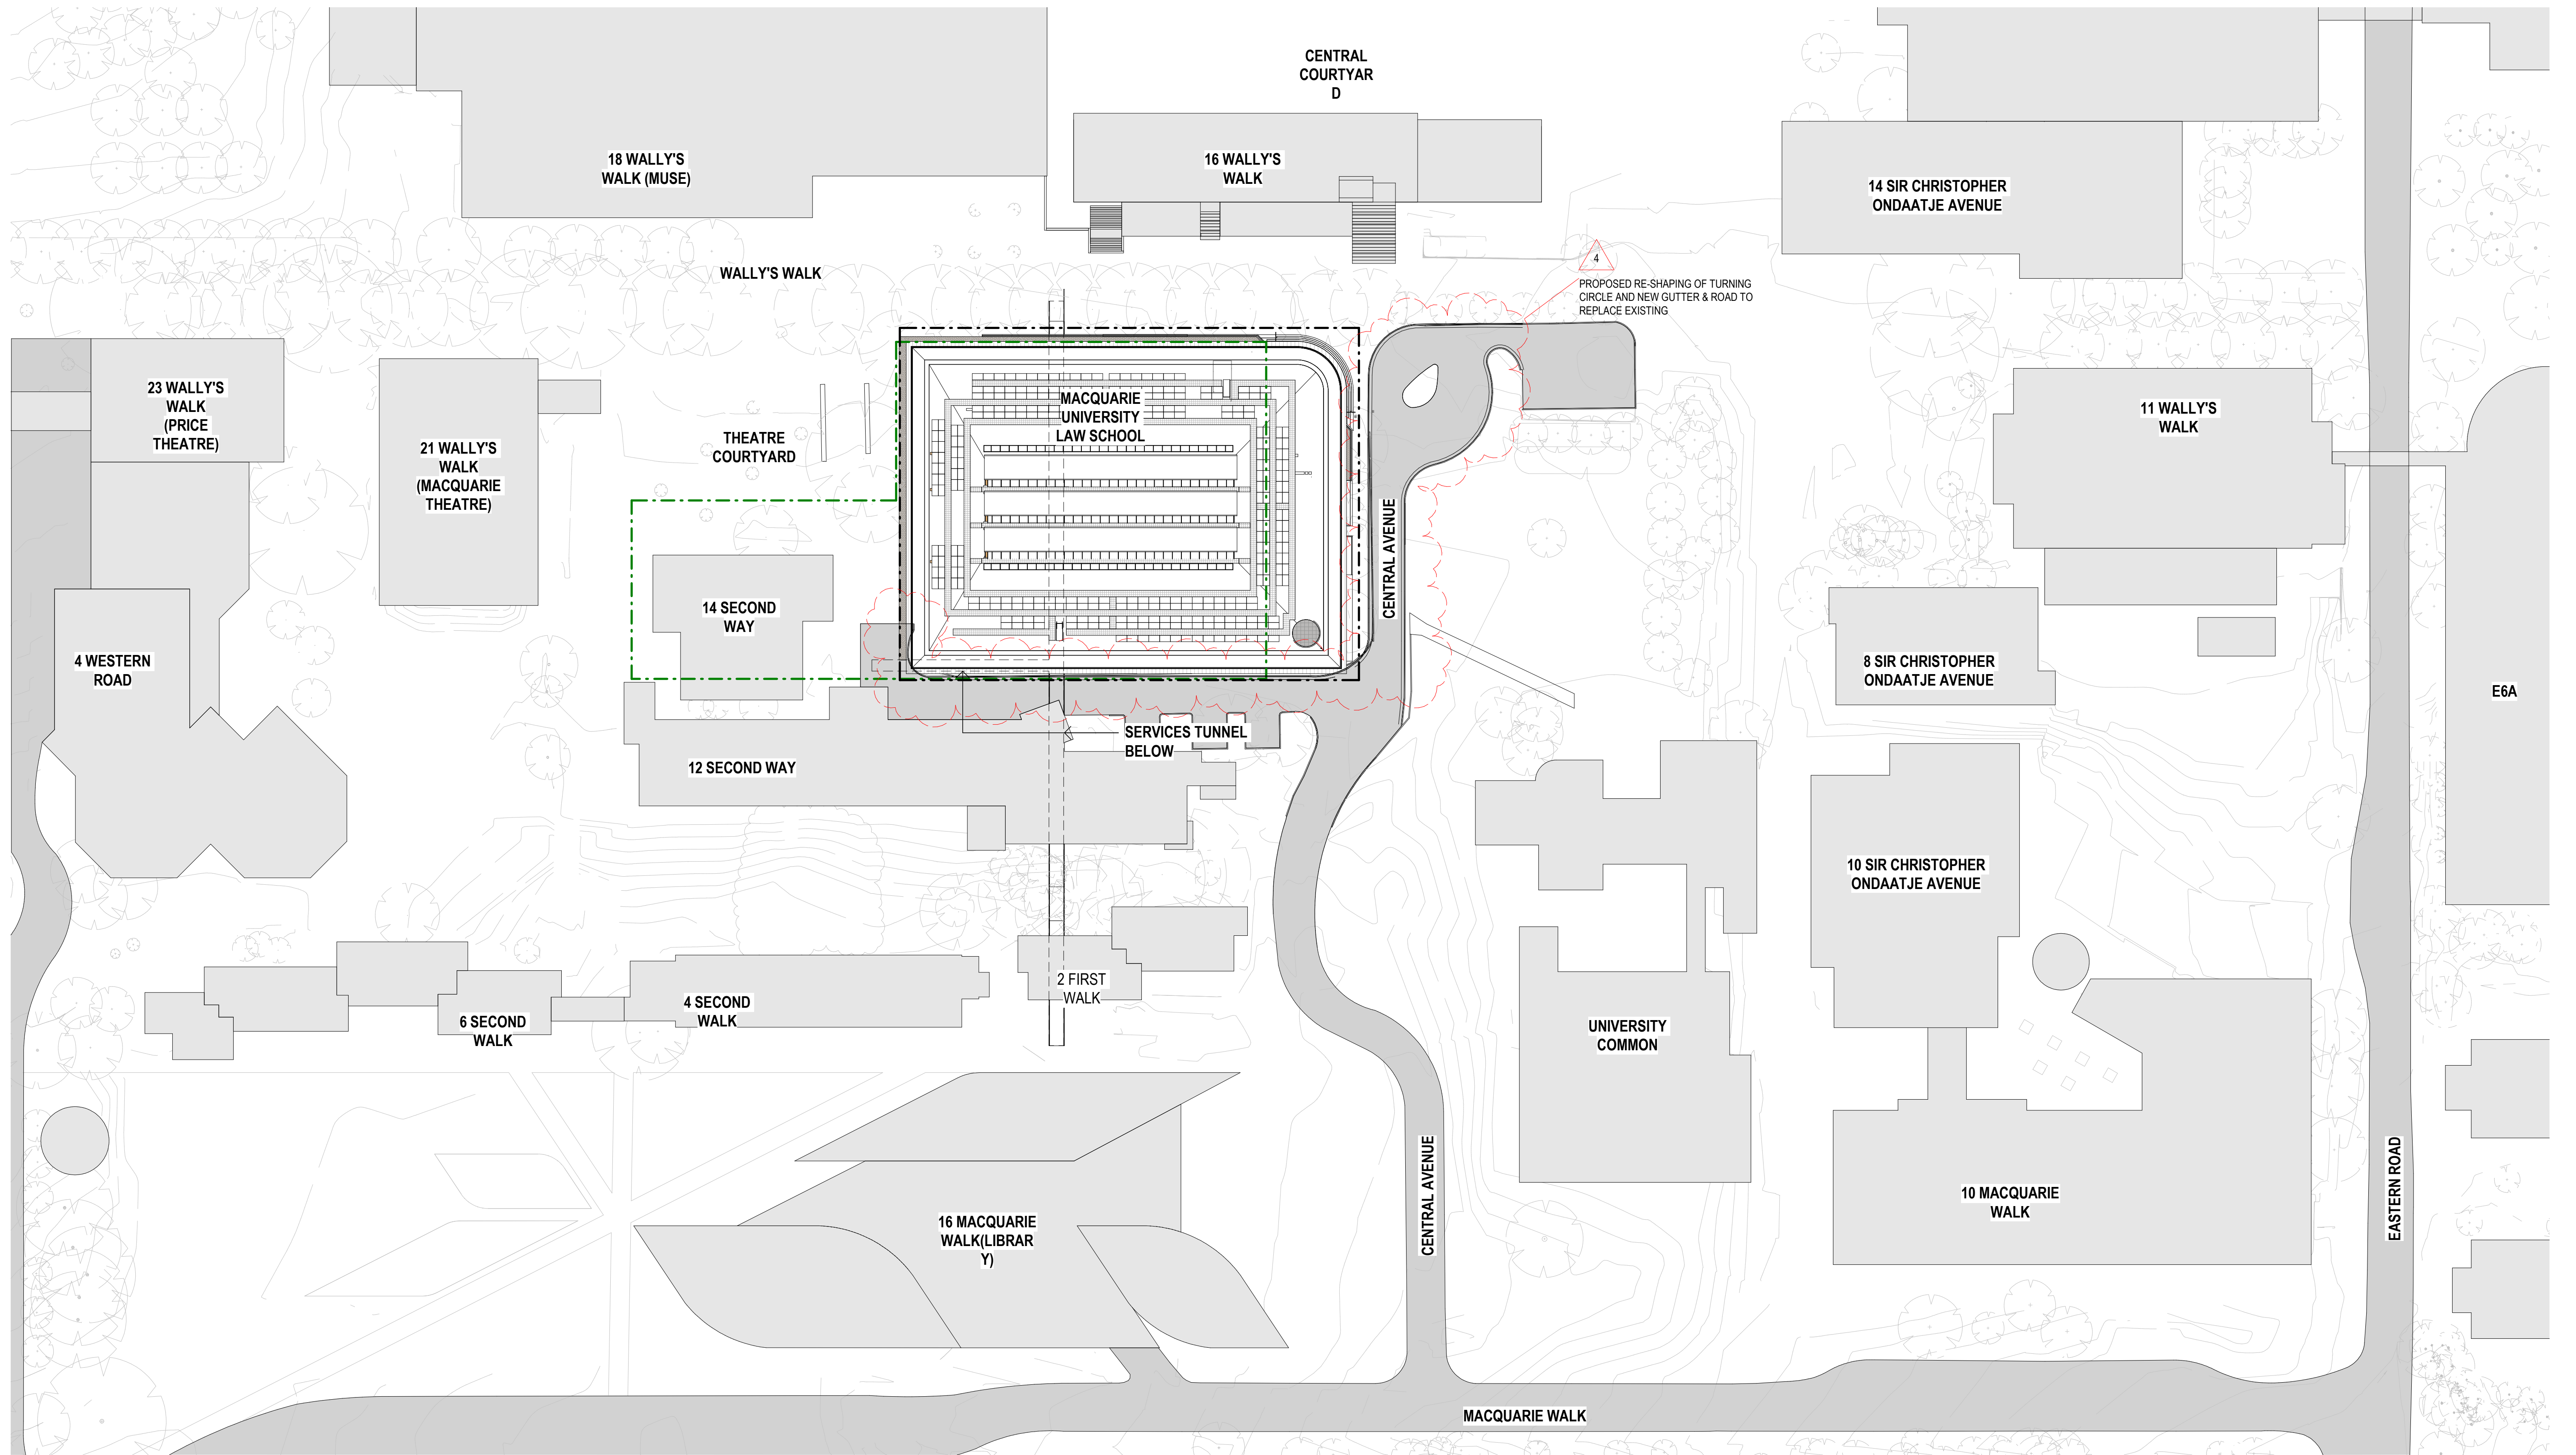 CENTRAL
COURTYAR
D
18 WALLY'S
WALK (MUSE)
16 WALLY'S
WALK
14 SIR CHRISTOPHER
ONDAATJE AVENUE
WALLY'S WALK
4
PROPOSED RE-SHAPING OF TURNING
CIRCLE AND NEW GUTTER & ROAD TO
REPLACE EXISTING
23 WALLY'S
WALK
(PRICE
THEATRE)
21 WALLY'S
WALK
(MACQUARIE
THEATRE)
THEATRE
COURTYARD
MACQUARIE
UNIVERSITY
LAW SCHOOL
11 WALLY'S
WALK
CENTRAL AVENUE
14 SECOND
WAY
4 WESTERN
ROAD
8 SIR CHRISTOPHER
ONDAATJE AVENUE
E6A
SERVICES TUNNEL
BELOW
12 SECOND WAY
10 SIR CHRISTOPHER
ONDAATJE AVENUE
2 FIRST
WALK
4 SECOND
WALK
6 SECOND
WALK
UNIVERSITY
COMMON
CENTRAL AVENUE
EASTERN ROAD
10 MACQUARIE
WALK
16 MACQUARIE
WALK(LIBRAR
Y)
MACQUARIE WALK